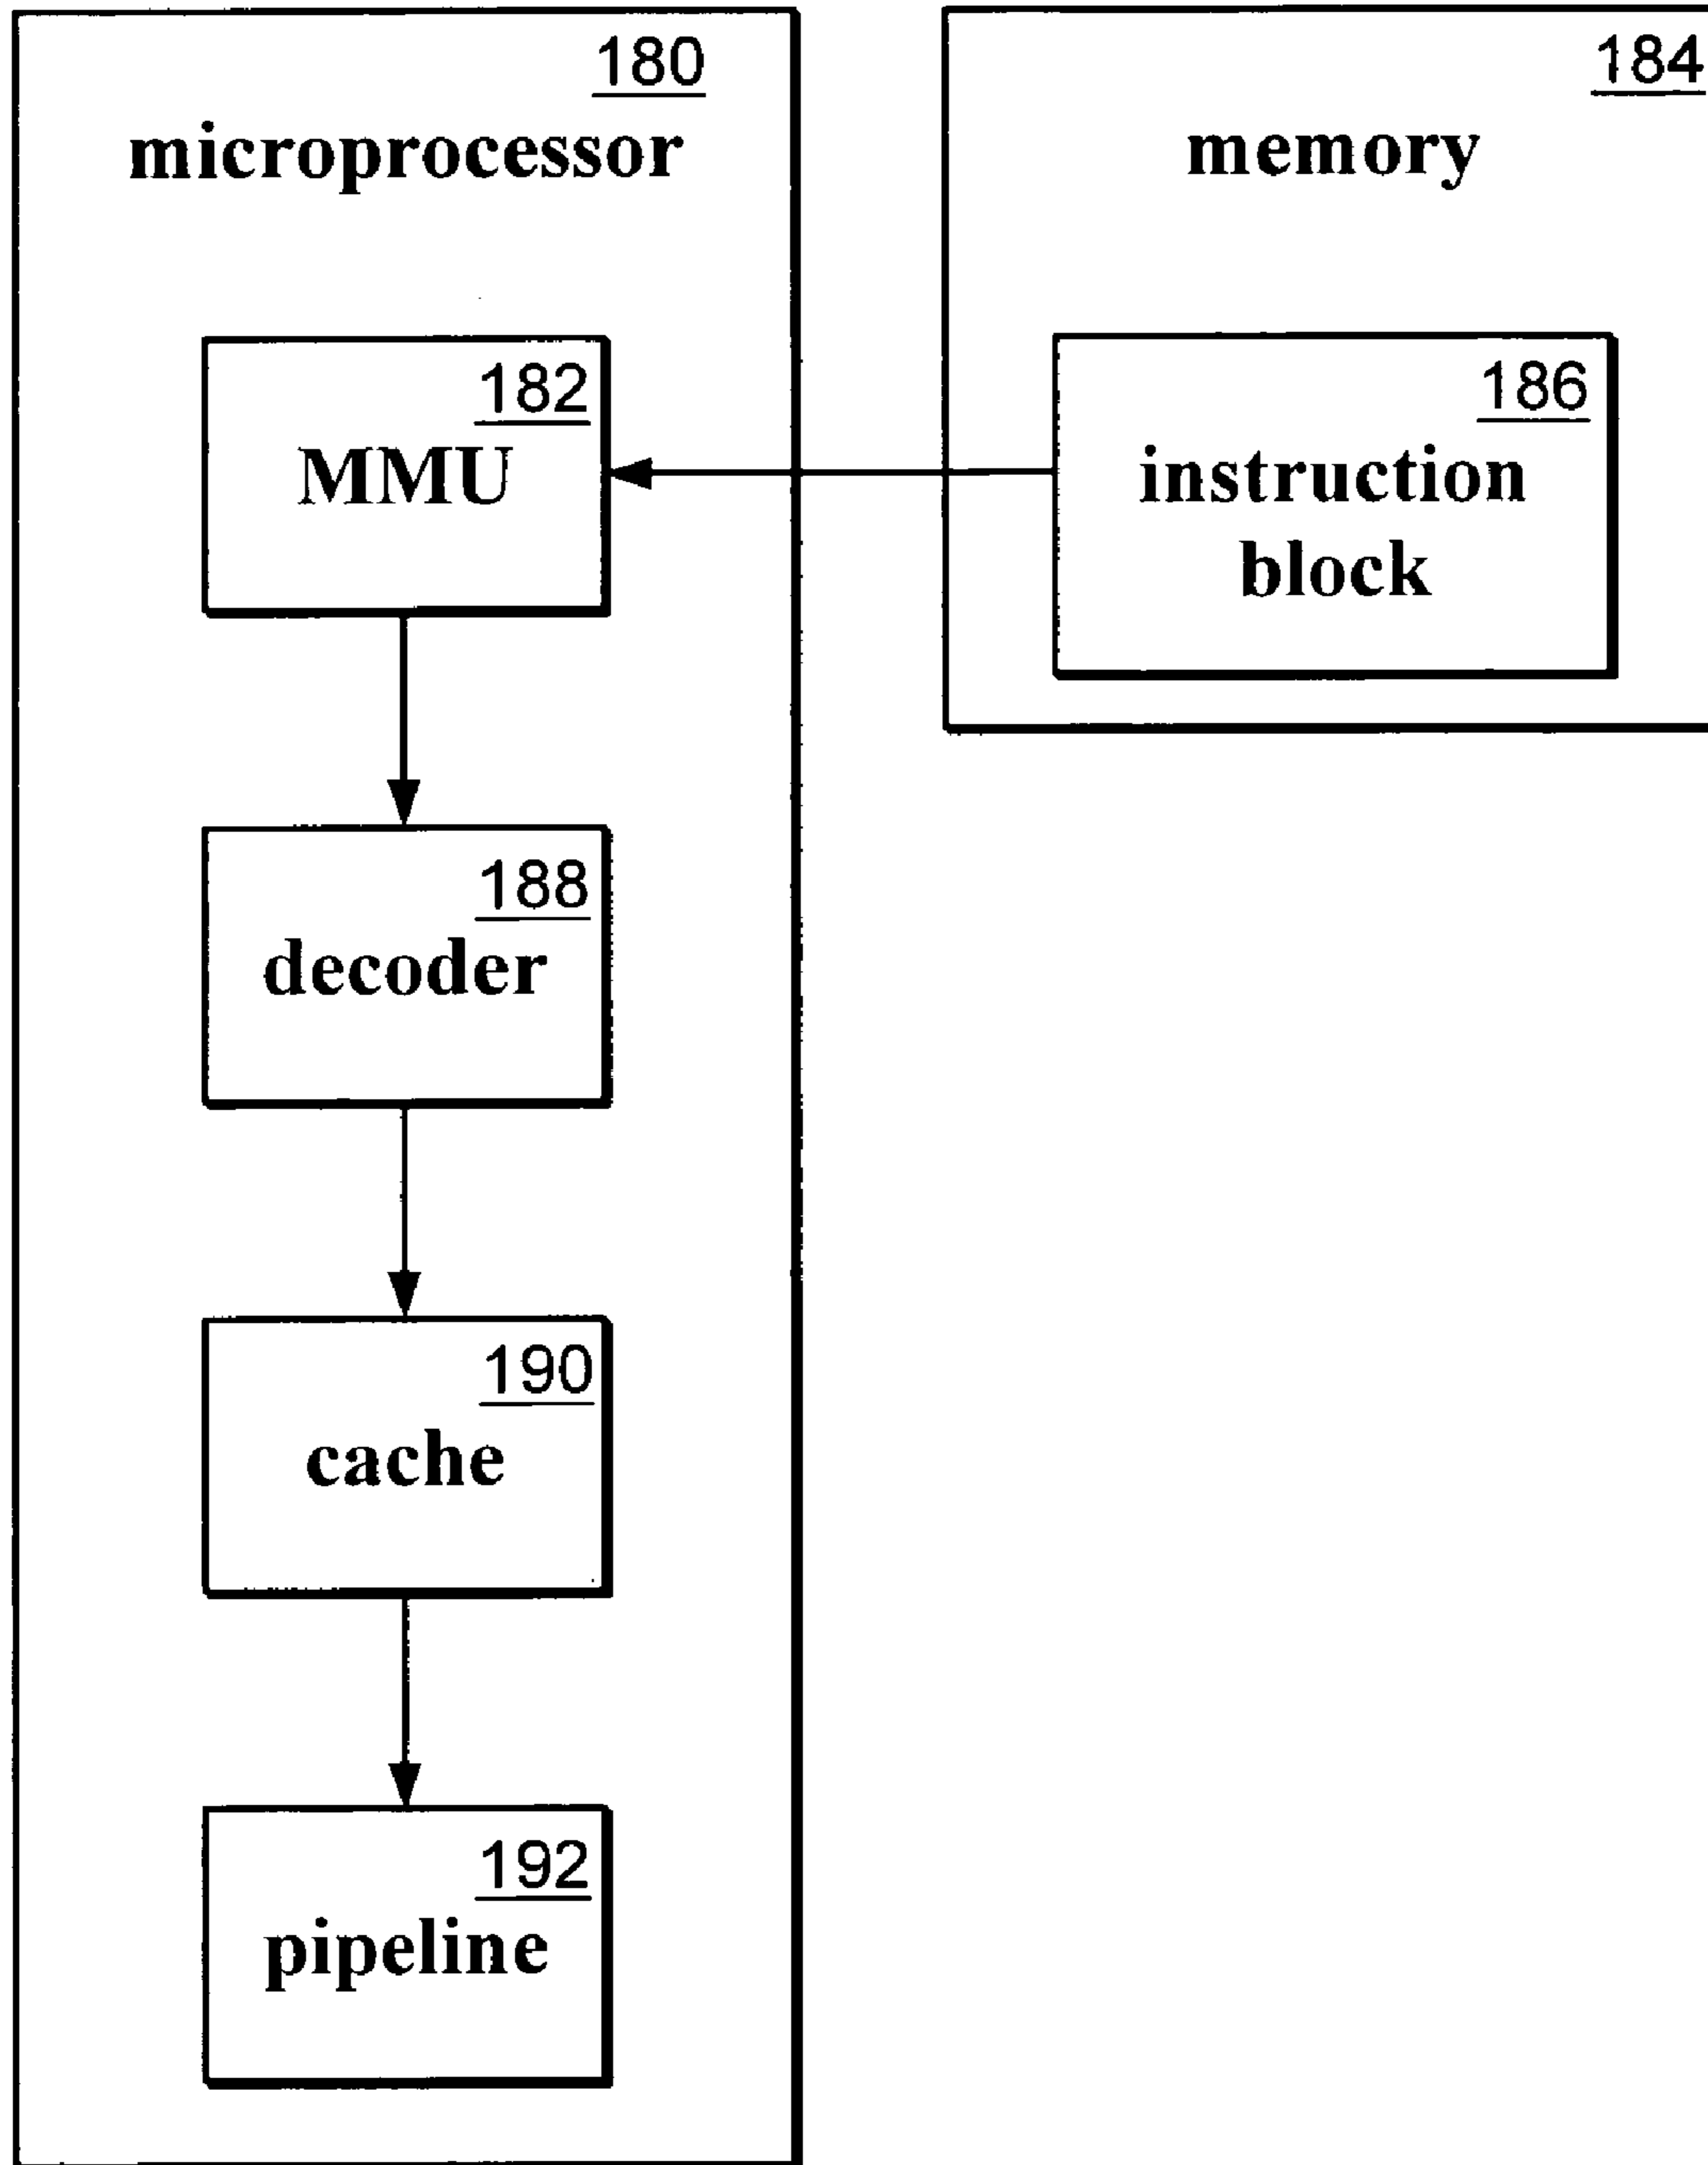 180
microprocessor
184
memory
182
MMU
186
instruction
block
188
decoder
190
cache
192
pipeline